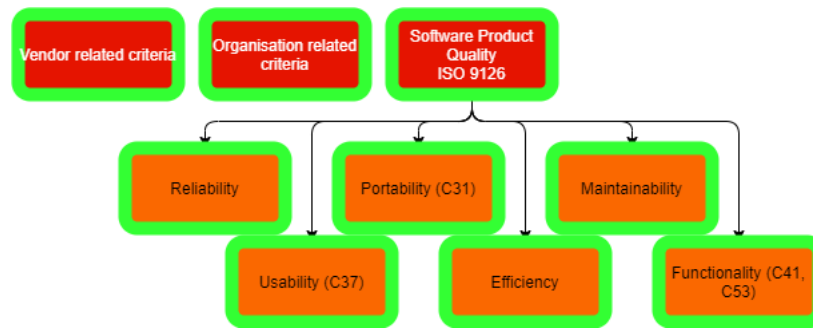 Vendor related criteria
Organisation related
criteria
Software Product
Quality
ISO 9126
Reliability
Portability (C31)
Maintainability
Usability (C37)
Efficiency
Functionality (C41,
C53)